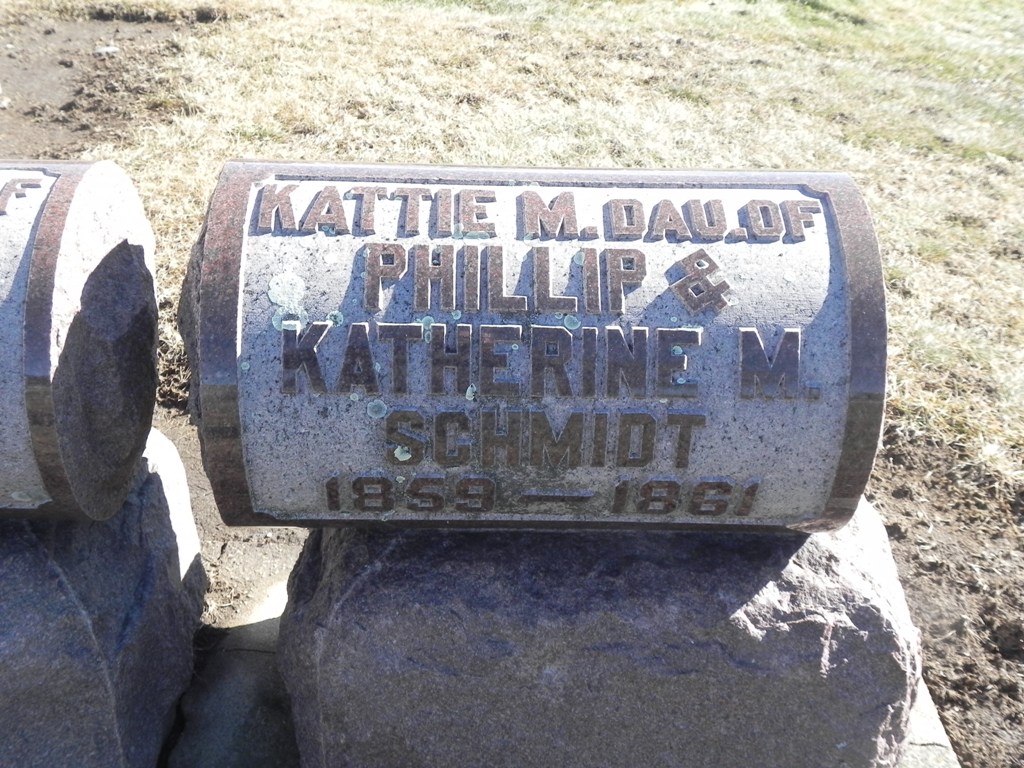 KATTIE M. DAU. OF
PHILLIP &
KATHERINE M.
SCHMIDT
1859 — 1861
F